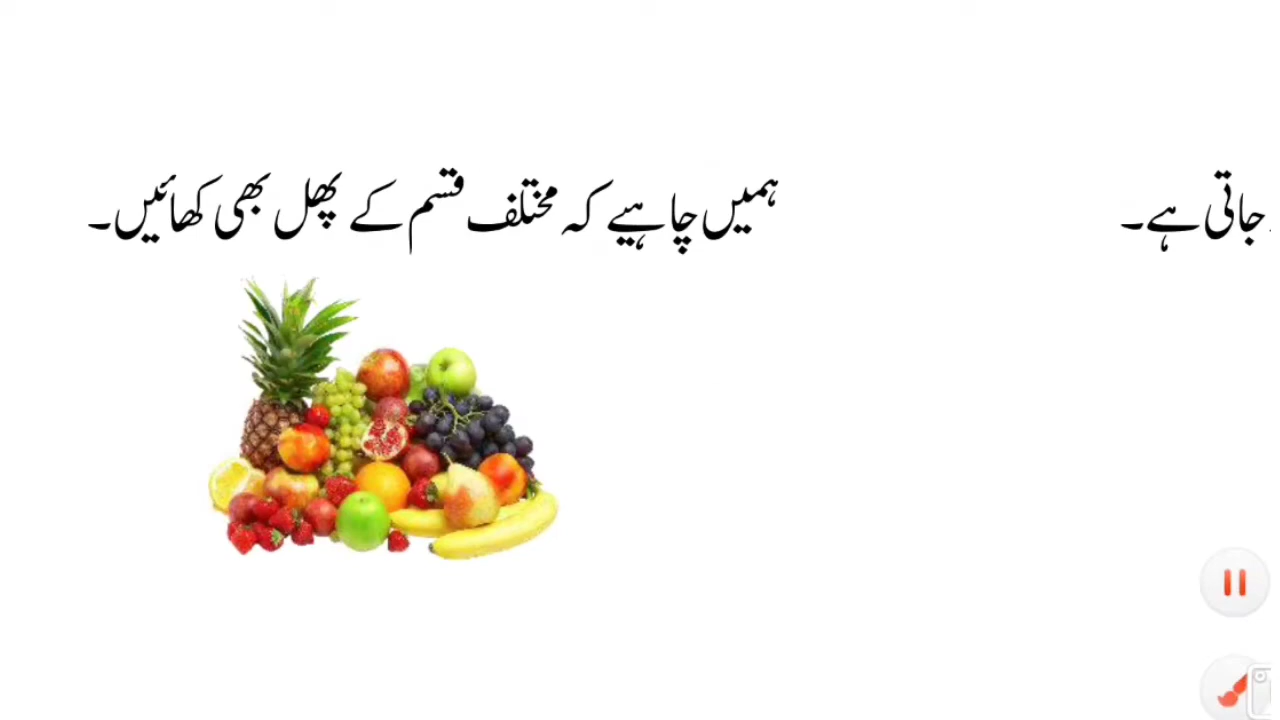 جاتی ہے۔
ہمیں چاہیے کہ مختلف قسم کے پھل بھی کھائیں۔